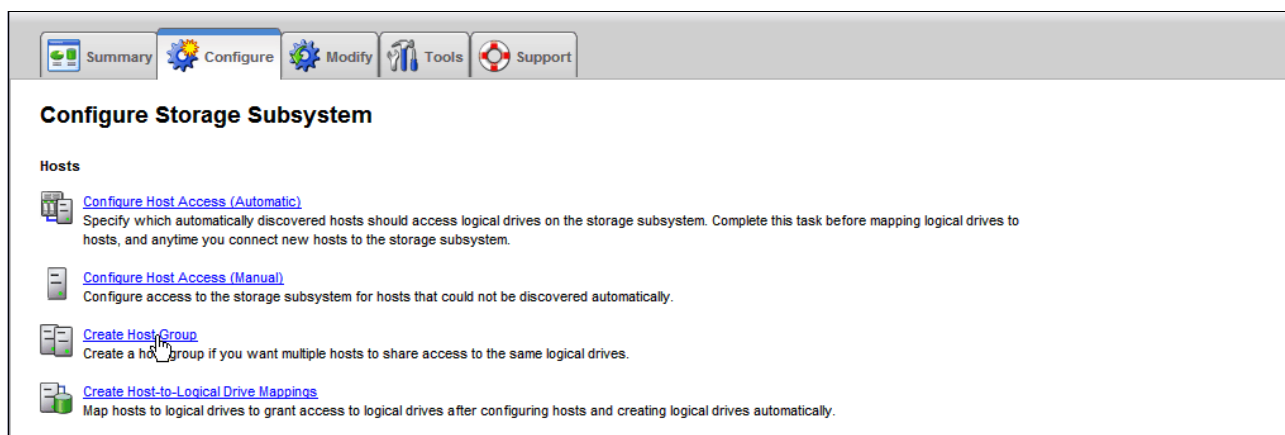 Summary Configure Modify Tools Support
Configure Storage Subsystem
Hosts
Configure Host Access (Automatic)
Specify which automatically discovered hosts should access logical drives on the storage subsystem. Complete this task before mapping logical drives to
hosts, and anytime you connect new hosts to the storage subsystem.
Configure Host Access (Manual)
Configure access to the storage subsystem for hosts that could not be discovered automatically.
Create Host Group
Create a host group if you want multiple hosts to share access to the same logical drives.
Create Host-to-Logical Drive Mappings
Map hosts to logical drives to grant access to logical drives after configuring hosts and creating logical drives automatically.